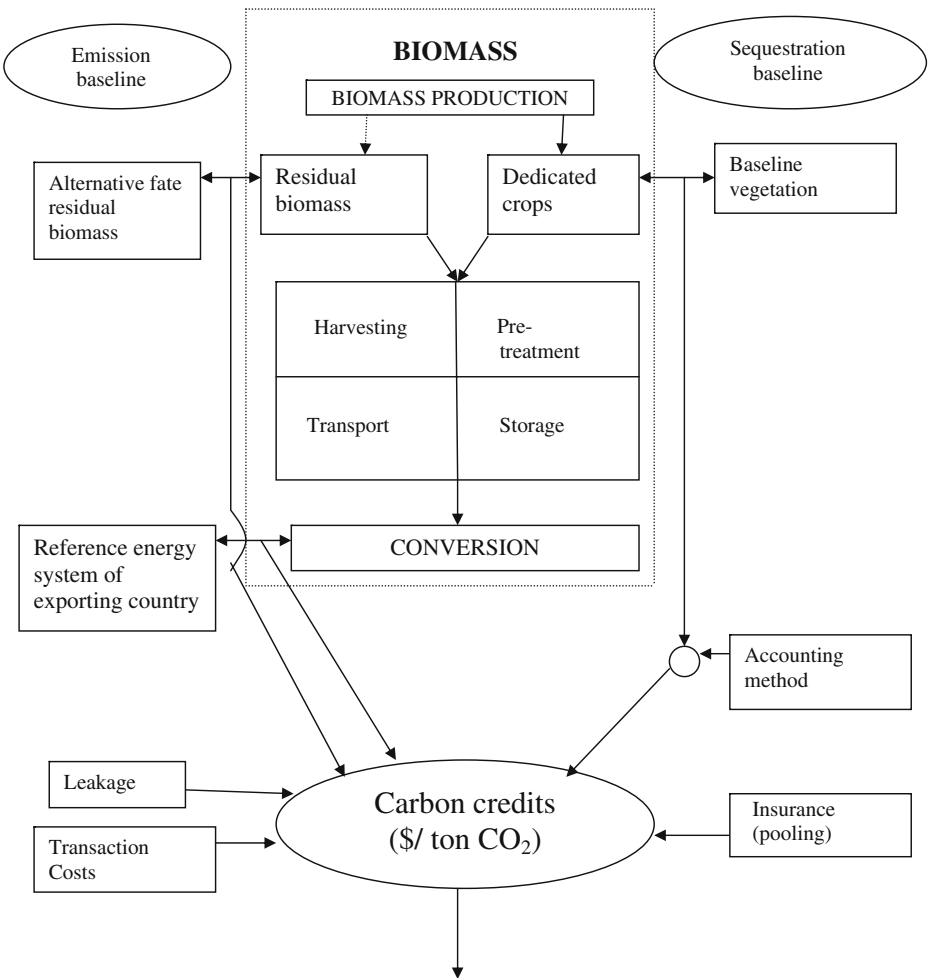 Emission
baseline
BIOMASS
Sequestration
baseline
BIOMASS PRODUCTION
Alternative fate
residual
biomass
Residual
biomass
Dedicated
crops
Baseline
vegetation
Harvesting
Pre-
treatment
Transport
Storage
Reference energy
system of
exporting country
CONVERSION
Accounting
method
Leakage
Carbon credits
($/ ton CO₂)
Insurance
(pooling)
Transaction
Costs